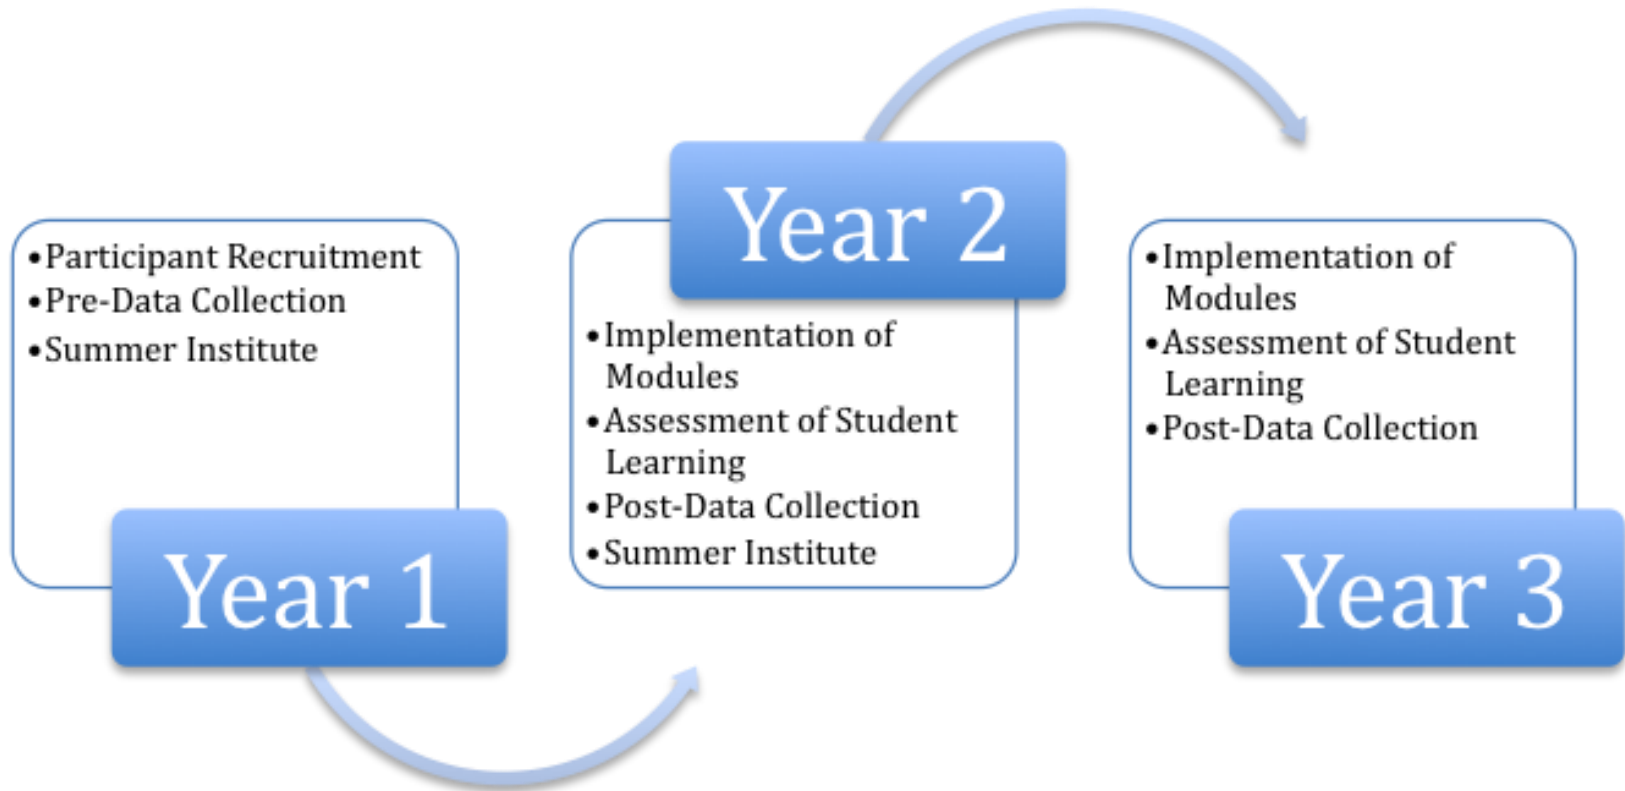 •Participant Recruitment
•Pre-Data Collection
•Summer Institute
Year 1
Year 2
•Implementation of
Modules
•Assessment of Student
Learning
•Post-Data Collection
•Summer Institute
•Implementation of
Modules
•Assessment of Student
Learning
•Post-Data Collection
Year 3